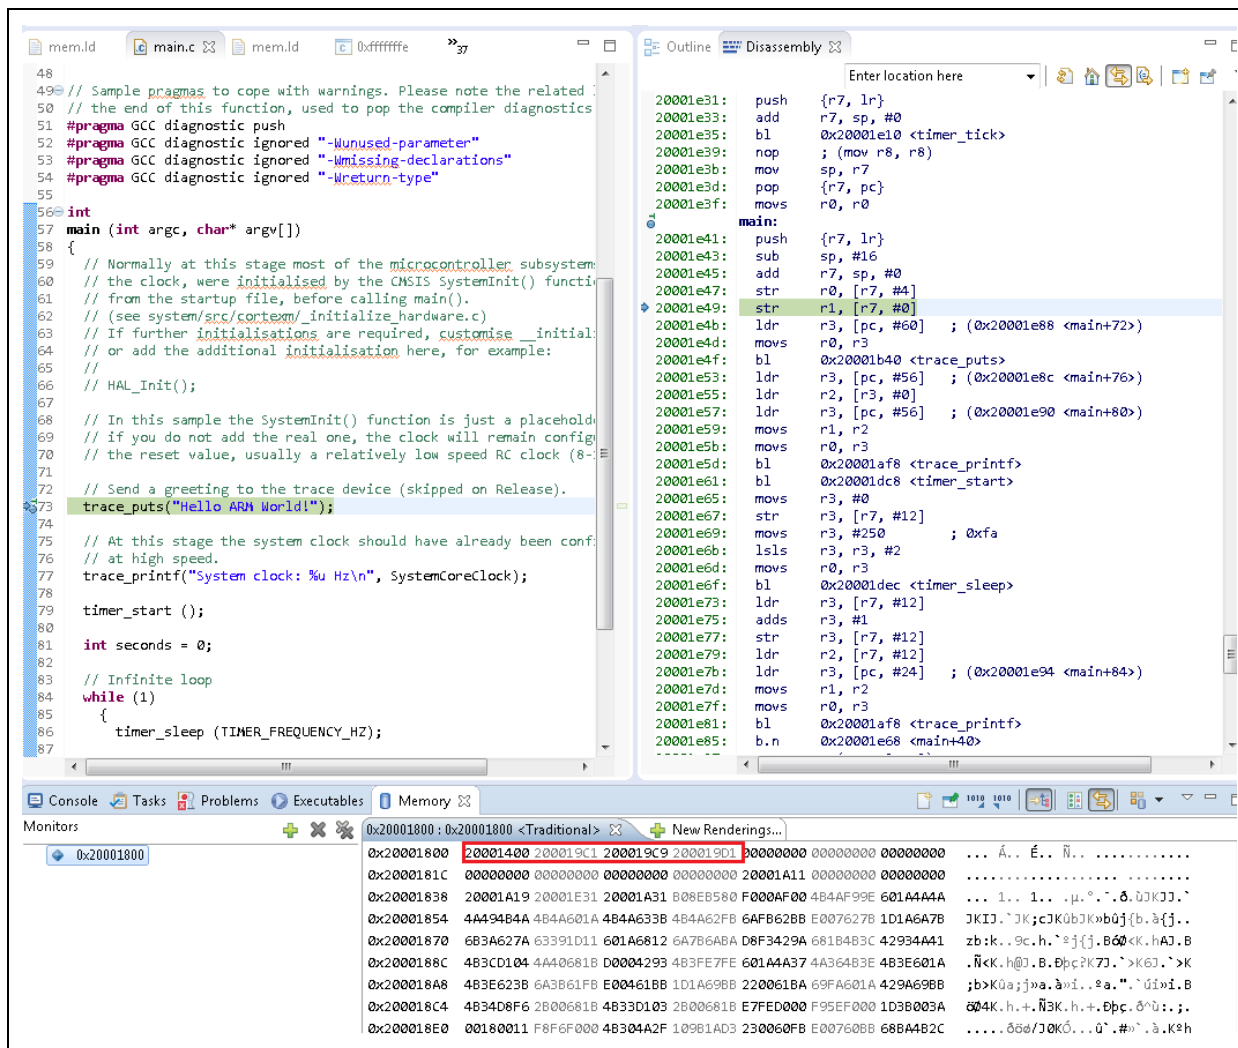 mem.ld main.c mem.ld 0xfffffffe »37
48
49 // Sample pragmas to cope with warnings. Please note the related
50 // the end of this function, used to pop the compiler diagnostics
51 #pragma GCC diagnostic push
52 #pragma GCC diagnostic ignored "-Wunused-parameter"
53 #pragma GCC diagnostic ignored "-Wmissing-declarations"
54 #pragma GCC diagnostic ignored "-Wreturn-type"
55
56 int
57 main (int argc, char* argv[])
58 {
59 // Normally at this stage most of the microcontroller subsystem
60 // the clock, were initialised by the CMSIS SystemInit() functi
61 // from the startup file, before calling main().
62 // (see system/src/cortexm/_initialize_hardware.c)
63 // If further initialisations are required, customise __initial
64 // or add the additional initialisation here, for example:
65 //
66 // HAL_Init();
67
68 // In this sample the SystemInit() function is just a placehold
69 // if you do not add the real one, the clock will remain config
70 // the reset value, usually a relatively low speed RC clock (8-
71
72 // Send a greeting to the trace device (skipped on Release).
73 trace_puts("Hello ARM World!");
74
75 // At this stage the system clock should have already been conf
76 // at high speed.
77 trace_printf("System clock: %u Hz\n", SystemCoreClock);
78
79 timer_start ();
80
81 int seconds = 0;
82
83 // Infinite loop
84 while (1)
85 {
86 timer_sleep (TIMER_FREQUENCY_HZ);
87
Outline Disassembly
Enter location here
20001e31: push {r7, lr}
20001e33: add r7, sp, #0
20001e35: bl 0x20001e10 <timer_tick>
20001e39: nop ; (mov r8, r8)
20001e3b: mov sp, r7
20001e3d: pop {r7, pc}
20001e3f: movs r0, r0
main:
20001e41: push {r7, lr}
20001e43: sub sp, #16
20001e45: add r7, sp, #0
20001e47: str r0, [r7, #4]
20001e49: str r1, [r7, #0]
20001e4b: ldr r3, [pc, #60] ; (0x20001e88 <main+72>)
20001e4d: movs r0, r3
20001e4f: bl 0x20001b40 <trace_puts>
20001e53: ldr r3, [pc, #56] ; (0x20001e8c <main+76>)
20001e55: ldr r2, [r3, #0]
20001e57: ldr r3, [pc, #56] ; (0x20001e90 <main+80>)
20001e59: movs r1, r2
20001e5b: movs r0, r3
20001e5d: bl 0x20001af8 <trace_printf>
20001e61: bl 0x20001dc8 <timer_start>
20001e65: movs r3, #0
20001e67: str r3, [r7, #12]
20001e69: movs r3, #250 ; 0xfa
20001e6b: lsls r3, r3, #2
20001e6d: movs r0, r3
20001e6f: bl 0x20001dec <timer_sleep>
20001e73: ldr r3, [r7, #12]
20001e75: adds r3, #1
20001e77: str r3, [r7, #12]
20001e79: ldr r2, [r7, #12]
20001e7b: ldr r3, [pc, #24] ; (0x20001e94 <main+84>)
20001e7d: movs r1, r2
20001e7f: movs r0, r3
20001e81: bl 0x20001af8 <trace_printf>
20001e85: b.n 0x20001e68 <main+40>
Console Tasks Problems Executables Memory
Monitors
0x20001800
0x20001800 : 0x20001800 <Traditional> New Renderings...
0x20001800 20001400 200019C1 200019C9 200019D1 00000000 00000000 00000000
0x2000181C 00000000 00000000 00000000 00000000 20001A11 00000000 00000000
0x20001838 20001A19 20001E31 20001A31 B08EB580 F000AF00 4B4AF99E 601A4A4A
0x20001854 4A494B4A 4B4A601A 4B4A633B 4B4A62FB 6AFB62BB E007627B 1D1A6A7B
0x20001870 6B3A627A 63391D11 601A6812 6A7B6ABA D8F3429A 681B4B3C 42934A41
0x2000188C 4B3CD104 4A40681B D0004293 4B3FE7FE 601A4A37 4A364B3E 4B3E601A
0x200018A8 4B3E623B 6A3B61FB E00461BB 1D1A69BB 220061BA 69FA601A 429A69BB
0x200018C4 4B34D8F6 2B00681B 4B33D103 2B00681B E7FED000 F95EF000 1D3B003A
0x200018E0 00180011 F8F6F000 4B304A2F 109B1AD3 230060FB E00760BB 68BA4B2C